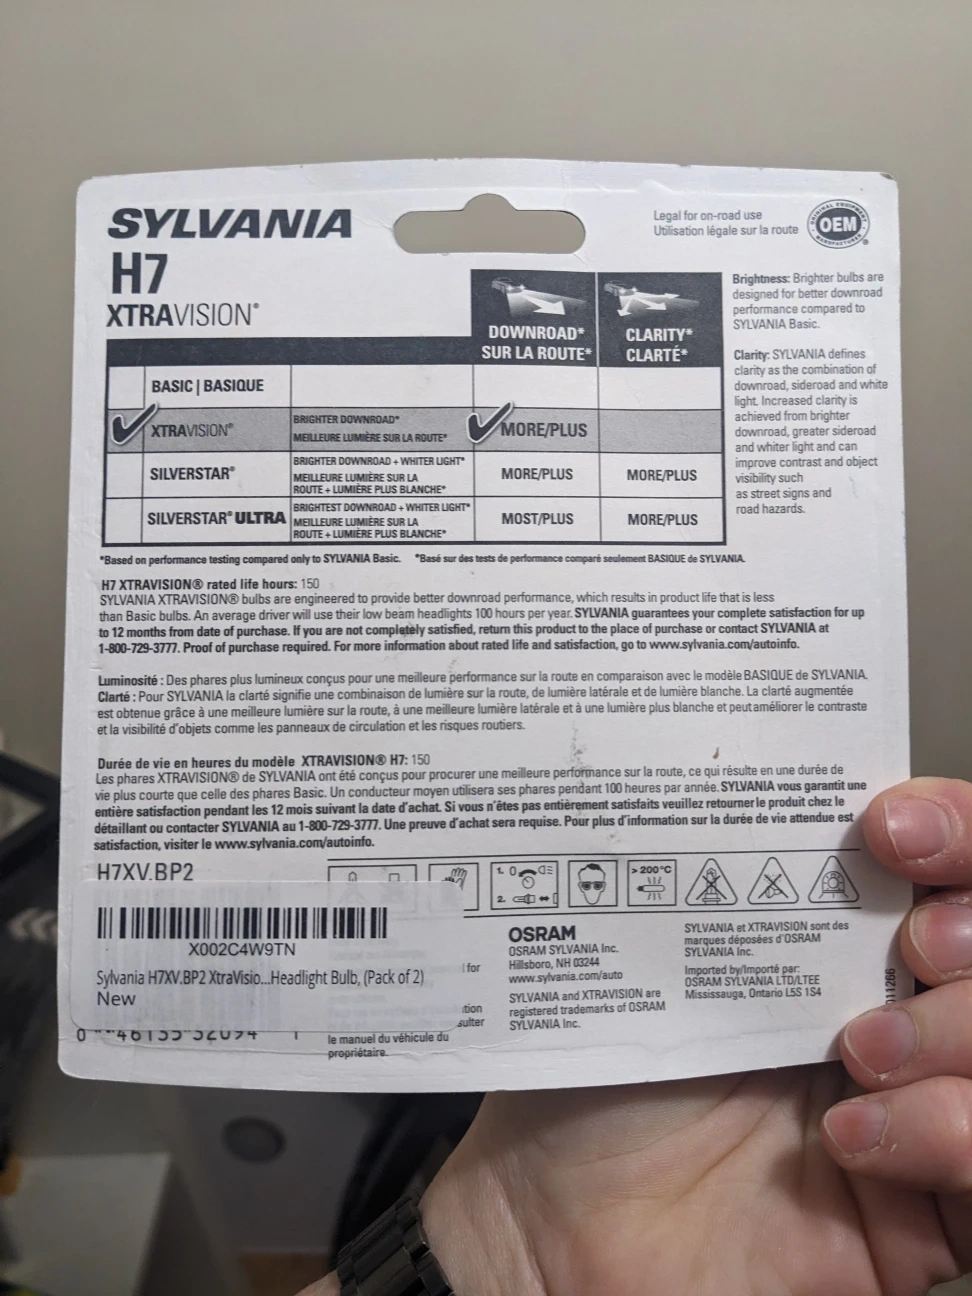 SYLVANIA
H7
XTRAVISION®
Legal for on-road use
Utilisation légale sur la route
ORIGINAL EQUIPMENT
OEM
MANUFACTURER
®
DOWNROAD*
SUR LA ROUTE*
CLARITY*
CLARTÉ*
BASIC | BASIQUE
XTRAVISION®
BRIGHTER DOWNROAD*
MEILLEURE LUMIÈRE SUR LA ROUTE*
MORE/PLUS
SILVERSTAR®
BRIGHTER DOWNROAD + WHITER LIGHT*
MEILLEURE LUMIÈRE SUR LA
ROUTE + LUMIÈRE PLUS BLANCHE*
MORE/PLUS
MORE/PLUS
SILVERSTAR® ULTRA
BRIGHTEST DOWNROAD + WHITER LIGHT*
MEILLEURE LUMIÈRE SUR LA
ROUTE + LUMIÈRE PLUS BLANCHE*
MOST/PLUS
MORE/PLUS
Brightness: Brighter bulbs are
designed for better downroad
performance compared to
SYLVANIA Basic.
Clarity: SYLVANIA defines
clarity as the combination of
downroad, sideroad and white
light. Increased clarity is
achieved from brighter
downroad, greater sideroad
and whiter light and can
improve contrast and object
visibility such
as street signs and
road hazards.
*Based on performance testing compared only to SYLVANIA Basic. *Basé sur des tests de performance comparé seulement BASIQUE de SYLVANIA.
H7 XTRAVISION® rated life hours: 150
SYLVANIA XTRAVISION® bulbs are engineered to provide better downroad performance, which results in product life that is less
than Basic bulbs. An average driver will use their low beam headlights 100 hours per year. SYLVANIA guarantees your complete satisfaction for up
to 12 months from date of purchase. If you are not completely satisfied, return this product to the place of purchase or contact SYLVANIA at
1-800-729-3777. Proof of purchase required. For more information about rated life and satisfaction, go to www.sylvania.com/autoinfo.
Luminosité : Des phares plus lumineux conçus pour une meilleure performance sur la route en comparaison avec le modèle BASIQUE de SYLVANIA.
Clarté : Pour SYLVANIA la clarté signifie une combinaison de lumière sur la route, de lumière latérale et de lumière blanche. La clarté augmentée
est obtenue grâce à une meilleure lumière sur la route, à une meilleure lumière latérale et à une lumière plus blanche et peut améliorer le contraste
et la visibilité d'objets comme les panneaux de circulation et les risques routiers.
Durée de vie en heures du modèle XTRAVISION® H7: 150
Les phares XTRAVISION® de SYLVANIA ont été conçus pour procurer une meilleure performance sur la route, ce qui résulte en une durée de
vie plus courte que celle des phares Basic. Un conducteur moyen utilisera ses phares pendant 100 heures par année. SYLVANIA vous garantit une
entière satisfaction pendant les 12 mois suivant la date d'achat. Si vous n'êtes pas entièrement satisfaits veuillez retourner le produit chez le
détaillant ou contacter SYLVANIA au 1-800-729-3777. Une preuve d'achat sera requise. Pour plus d'information sur la durée de vie attendue est
satisfaction, visiter le www.sylvania.com/autoinfo.
H7XV.BP2
1. 0
2.
> 200°C
X002C4W9TN
Sylvania H7XV.BP2 XtraVisio...Headlight Bulb, (Pack of 2)
New
0 46135 32094 1
for
le manuel du véhicule du
propriétaire.
OSRAM
OSRAM SYLVANIA Inc.
Hillsboro, NH 03244
www.sylvania.com/auto
SYLVANIA and XTRAVISION are
registered trademarks of OSRAM
SYLVANIA Inc.
SYLVANIA et XTRAVISION sont des
marques déposées d'OSRAM
SYLVANIA Inc.
Imported by/Importé par:
OSRAM SYLVANIA LTD/LTEE
Mississauga, Ontario L5S 1S4